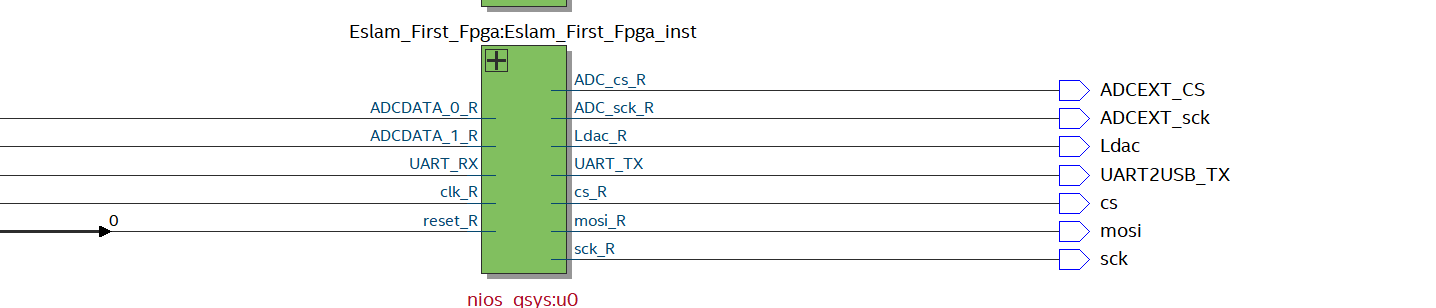 Eslam_First_Fpga:Eslam_First_Fpga_inst
ADC_cs_R
ADCEXT_CS
ADCDATA_0_R
ADC_sck_R
ADCEXT_sck
ADCDATA_1_R
Ldac_R
Ldac
UART_RX
UART_TX
UART2USB_TX
clk_R
cs_R
cs
0
reset_R
mosi_R
mosi
sck_R
sck
nios_qsys:u0